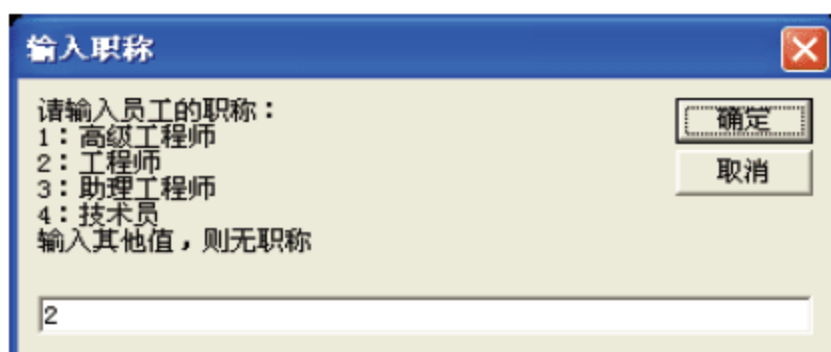 输入职称
请输入员工的职称：
1：高级工程师
2：工程师
3：助理工程师
4：技术员
输入其他值，则无职称
确定
取消
2